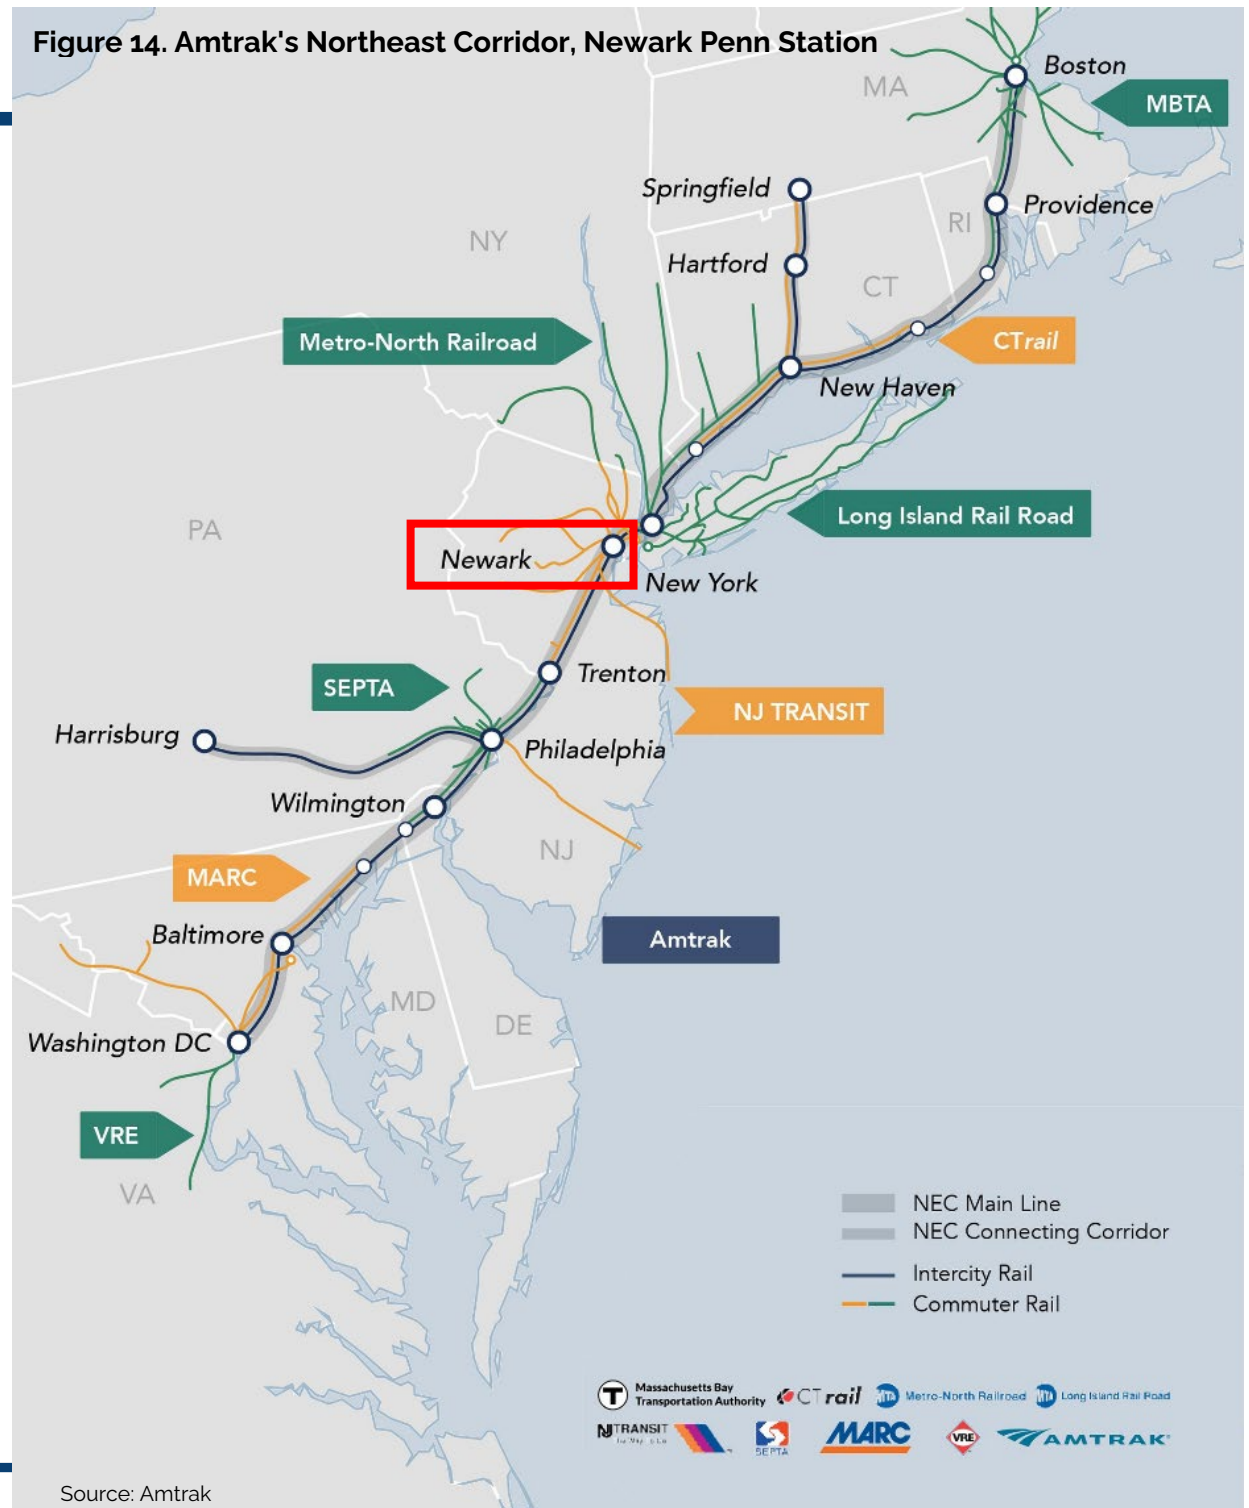 Figure 14. Amtrak's Northeast Corridor, Newark Penn Station
Boston
MA
MBTA
Springfield
Providence
RI
NY
Hartford
CT
Metro-North Railroad
CTrail
New Haven
Long Island Rail Road
PA
Newark
New York
Trenton
SEPTA
NJ TRANSIT
Harrisburg
Philadelphia
Wilmington
NJ
MARC
Baltimore
Amtrak
MD
DE
Washington DC
VRE
VA
NEC Main Line
NEC Connecting Corridor
Intercity Rail
Commuter Rail
T Massachusetts Bay
Transportation Authority
CTrail
MTA Metro-North Railroad
MTA Long Island Rail Road
NJ TRANSIT
SEPTA
MARC
VRE
AMTRAK
Source: Amtrak